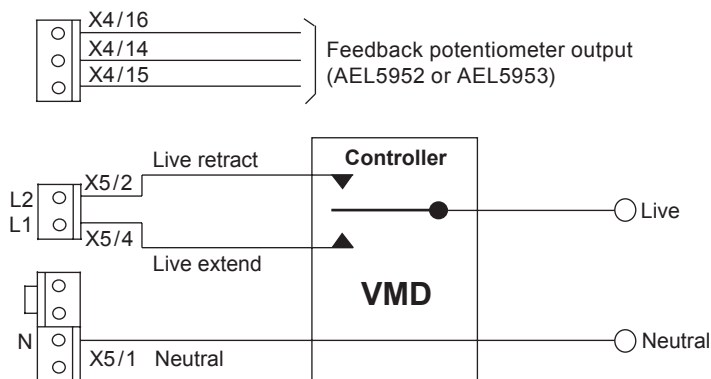 X4/16
X4/14
X4/15
Feedback potentiometer output
(AEL5952 or AEL5953)
Live retract
Controller
X5/2
L2
L1
Live
X5/4
Live extend
VMD
N
Neutral
X5/1 Neutral